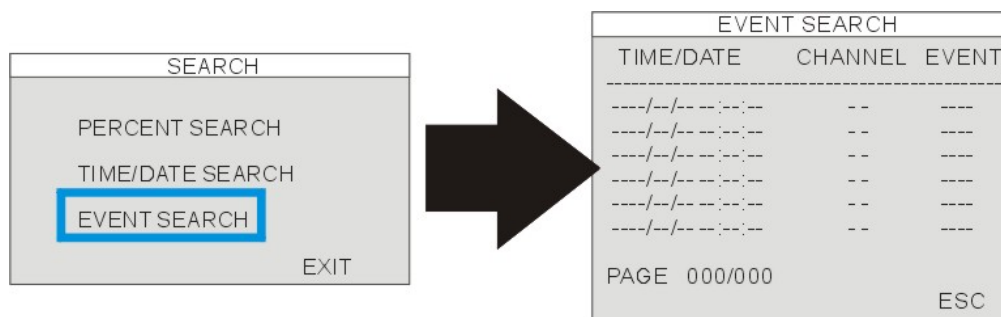 SEARCH
PERCENT SEARCH
TIME/DATE SEARCH
EVENT SEARCH
EXIT
EVENT SEARCH
TIME/DATE CHANNEL EVENT
----/--/-- --:--:-- - - ----
----/--/-- --:--:-- - - ----
----/--/-- --:--:-- - - ----
----/--/-- --:--:-- - - ----
----/--/-- --:--:-- - - ----
----/--/-- --:--:-- - - ----
PAGE 000/000
ESC